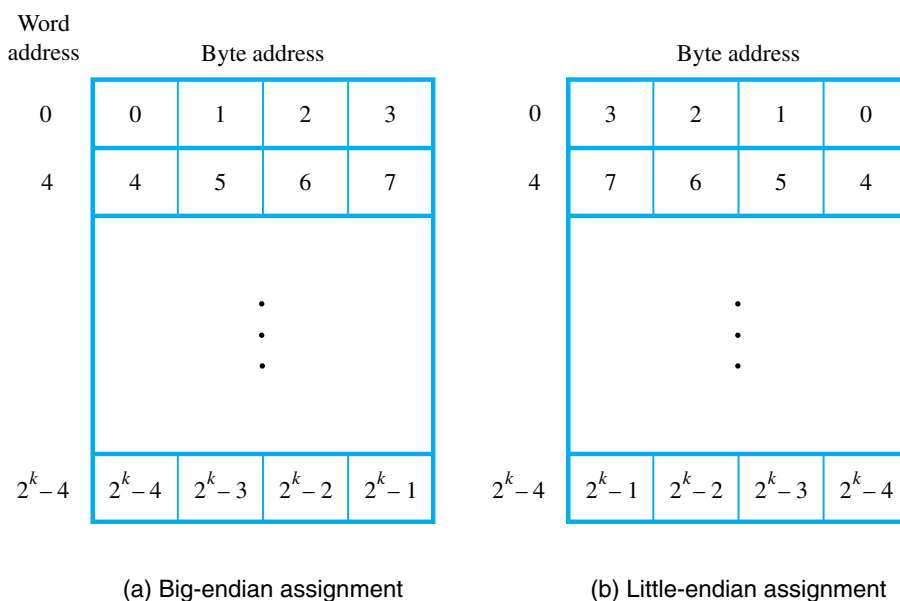 Word
address
Byte address
0
0 1 2 3
4
4 5 6 7
2^k – 4
2^k – 4 2^k – 3 2^k – 2 2^k – 1
(a) Big-endian assignment
Byte address
0
3 2 1 0
4
7 6 5 4
2^k – 4
2^k – 1 2^k – 2 2^k – 3 2^k – 4
(b) Little-endian assignment